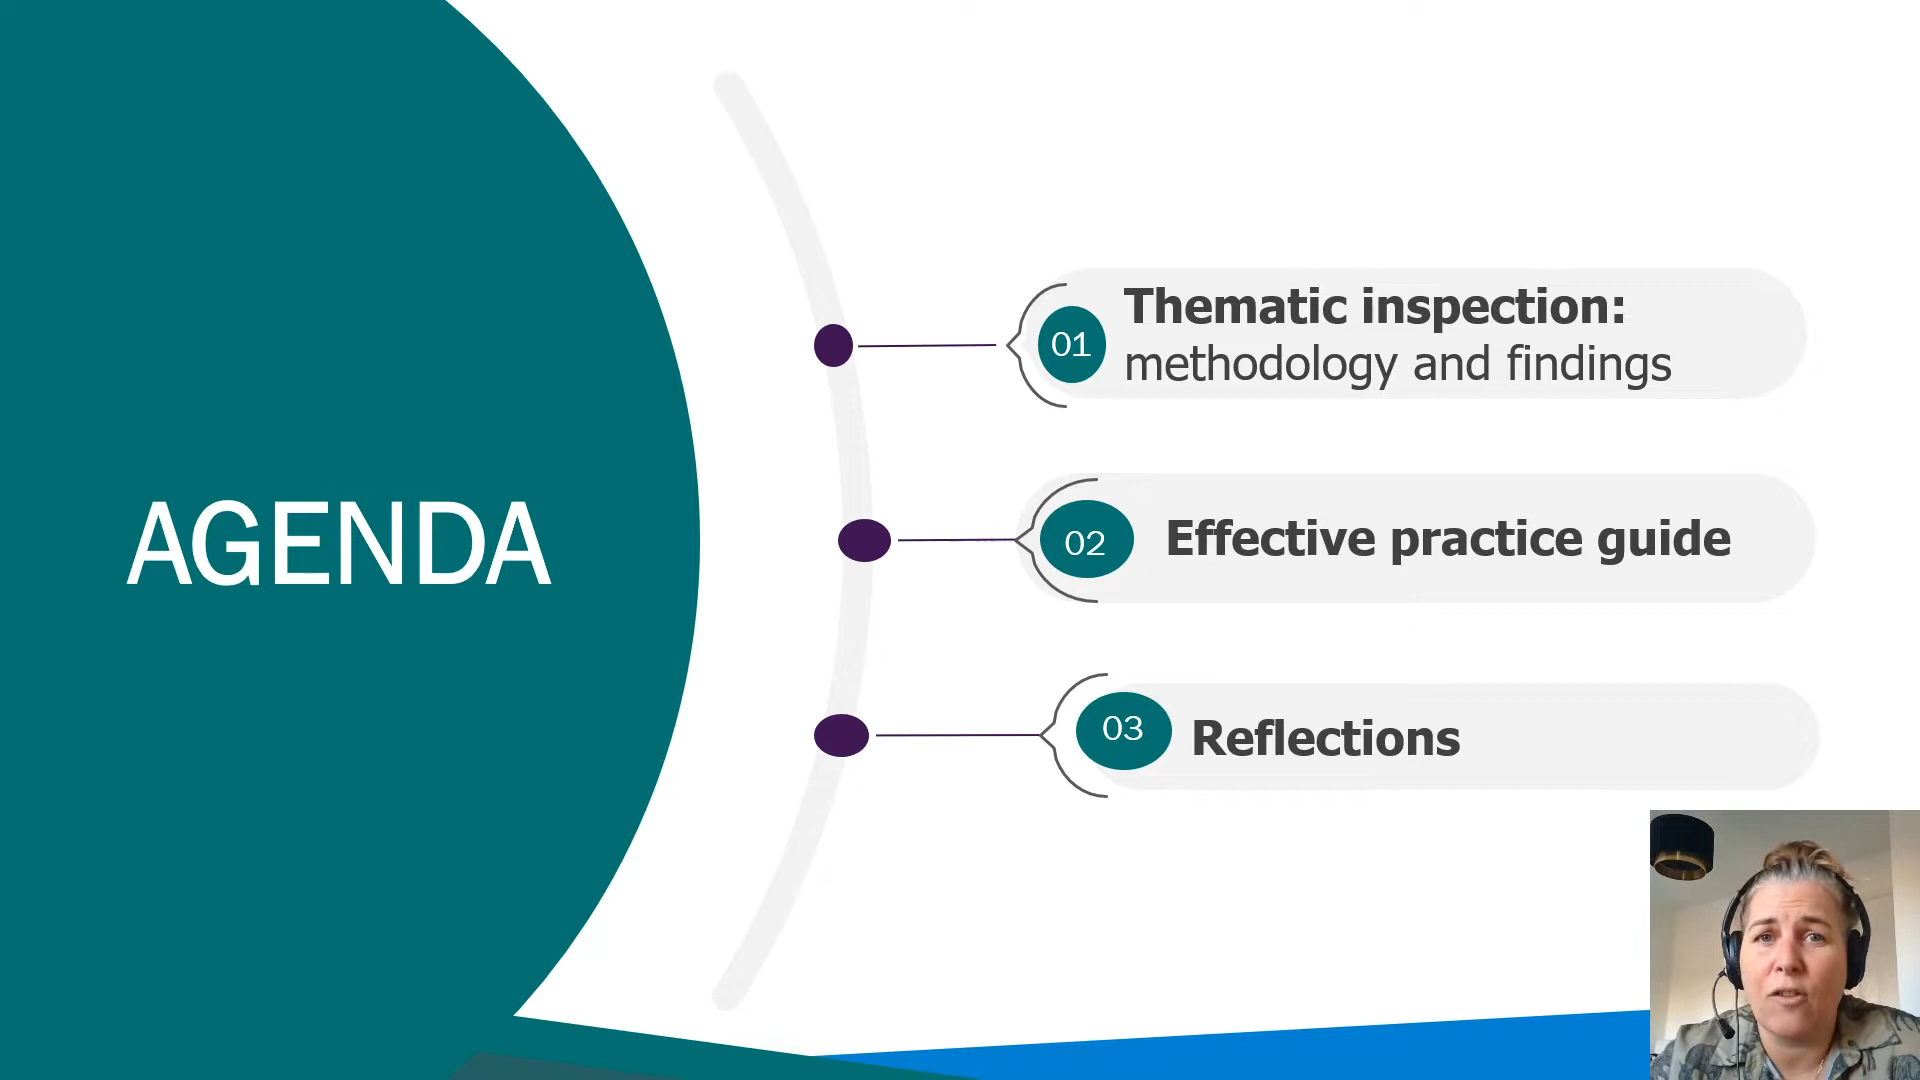 AGENDA
01
Thematic inspection:
methodology and findings
02
Effective practice guide
03
Reflections